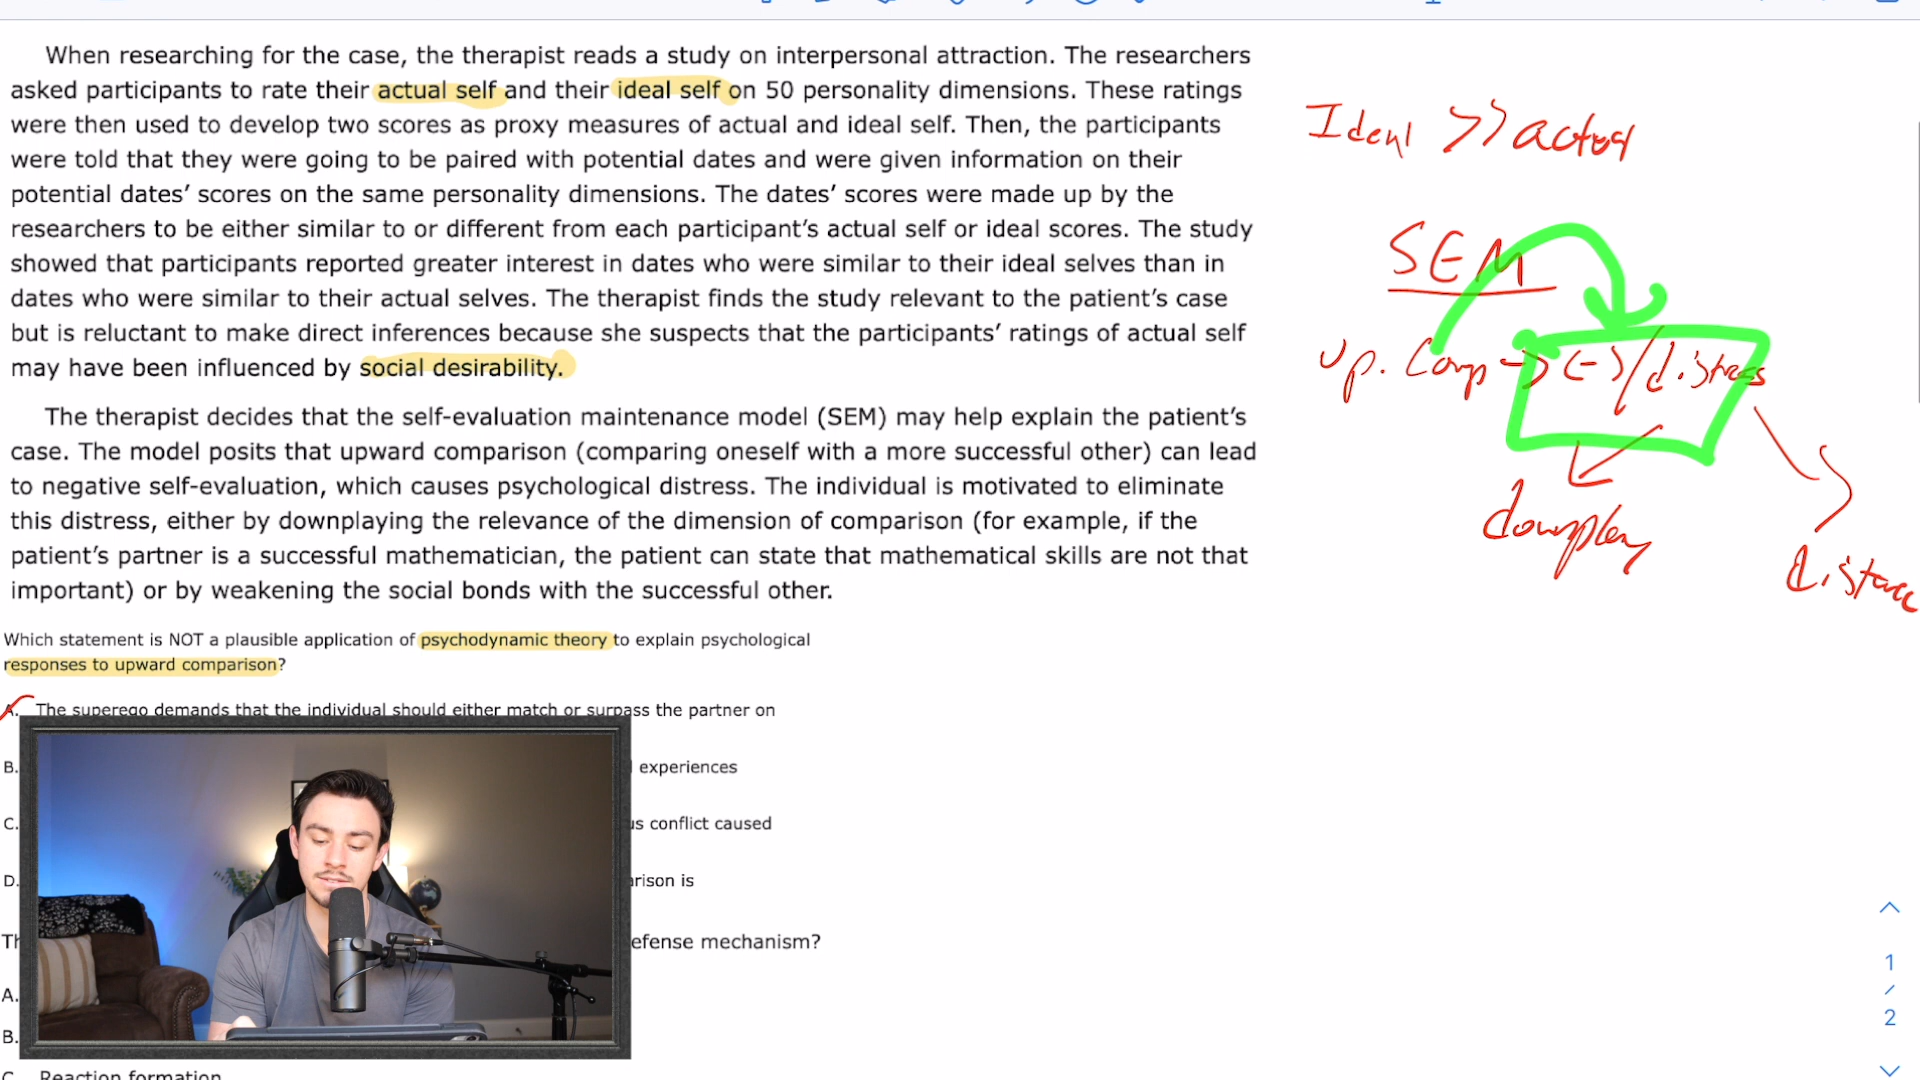 When researching for the case, the therapist reads a study on interpersonal attraction. The researchers
asked participants to rate their actual self and their ideal self on 50 personality dimensions. These ratings
were then used to develop two scores as proxy measures of actual and ideal self. Then, the participants
were told that they were going to be paired with potential dates and were given information on their
potential dates’ scores on the same personality dimensions. The dates’ scores were made up by the
researchers to be either similar to or different from each participant’s actual self or ideal scores. The study
showed that participants reported greater interest in dates who were similar to their ideal selves than in
dates who were similar to their actual selves. The therapist finds the study relevant to the patient’s case
but is reluctant to make direct inferences because she suspects that the participants’ ratings of actual self
may have been influenced by social desirability.
The therapist decides that the self-evaluation maintenance model (SEM) may help explain the patient’s
case. The model posits that upward comparison (comparing oneself with a more successful other) can lead
to negative self-evaluation, which causes psychological distress. The individual is motivated to eliminate
this distress, either by downplaying the relevance of the dimension of comparison (for example, if the
patient’s partner is a successful mathematician, the patient can state that mathematical skills are not that
important) or by weakening the social bonds with the successful other.
Which statement is NOT a plausible application of psychodynamic theory to explain psychological
responses to upward comparison?
A. The superego demands that the individual should either match or surpass the partner on
B. experiences
C. us conflict caused
D. arison is
Th efense mechanism?
A.
B.
C. Reaction formation
Ideal >> actual
SEM
up. Comp → (-)/distress
downplay
distance
1
/
2